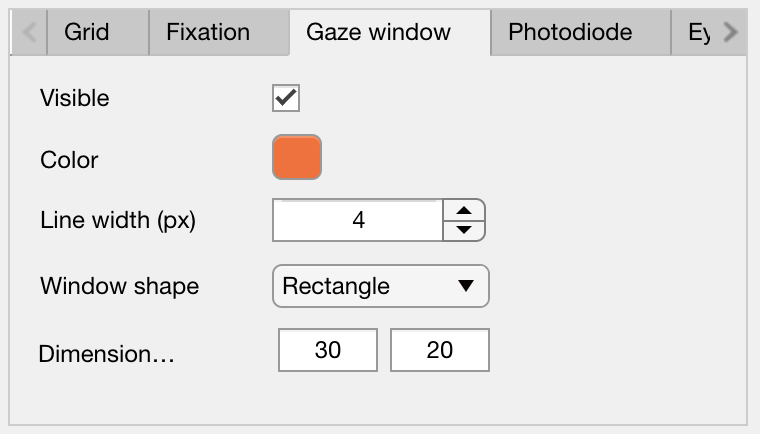 Grid Fixation Gaze window Photodiode Ey
Visible
Color
Line width (px) 4
Window shape Rectangle
Dimension… 30 20